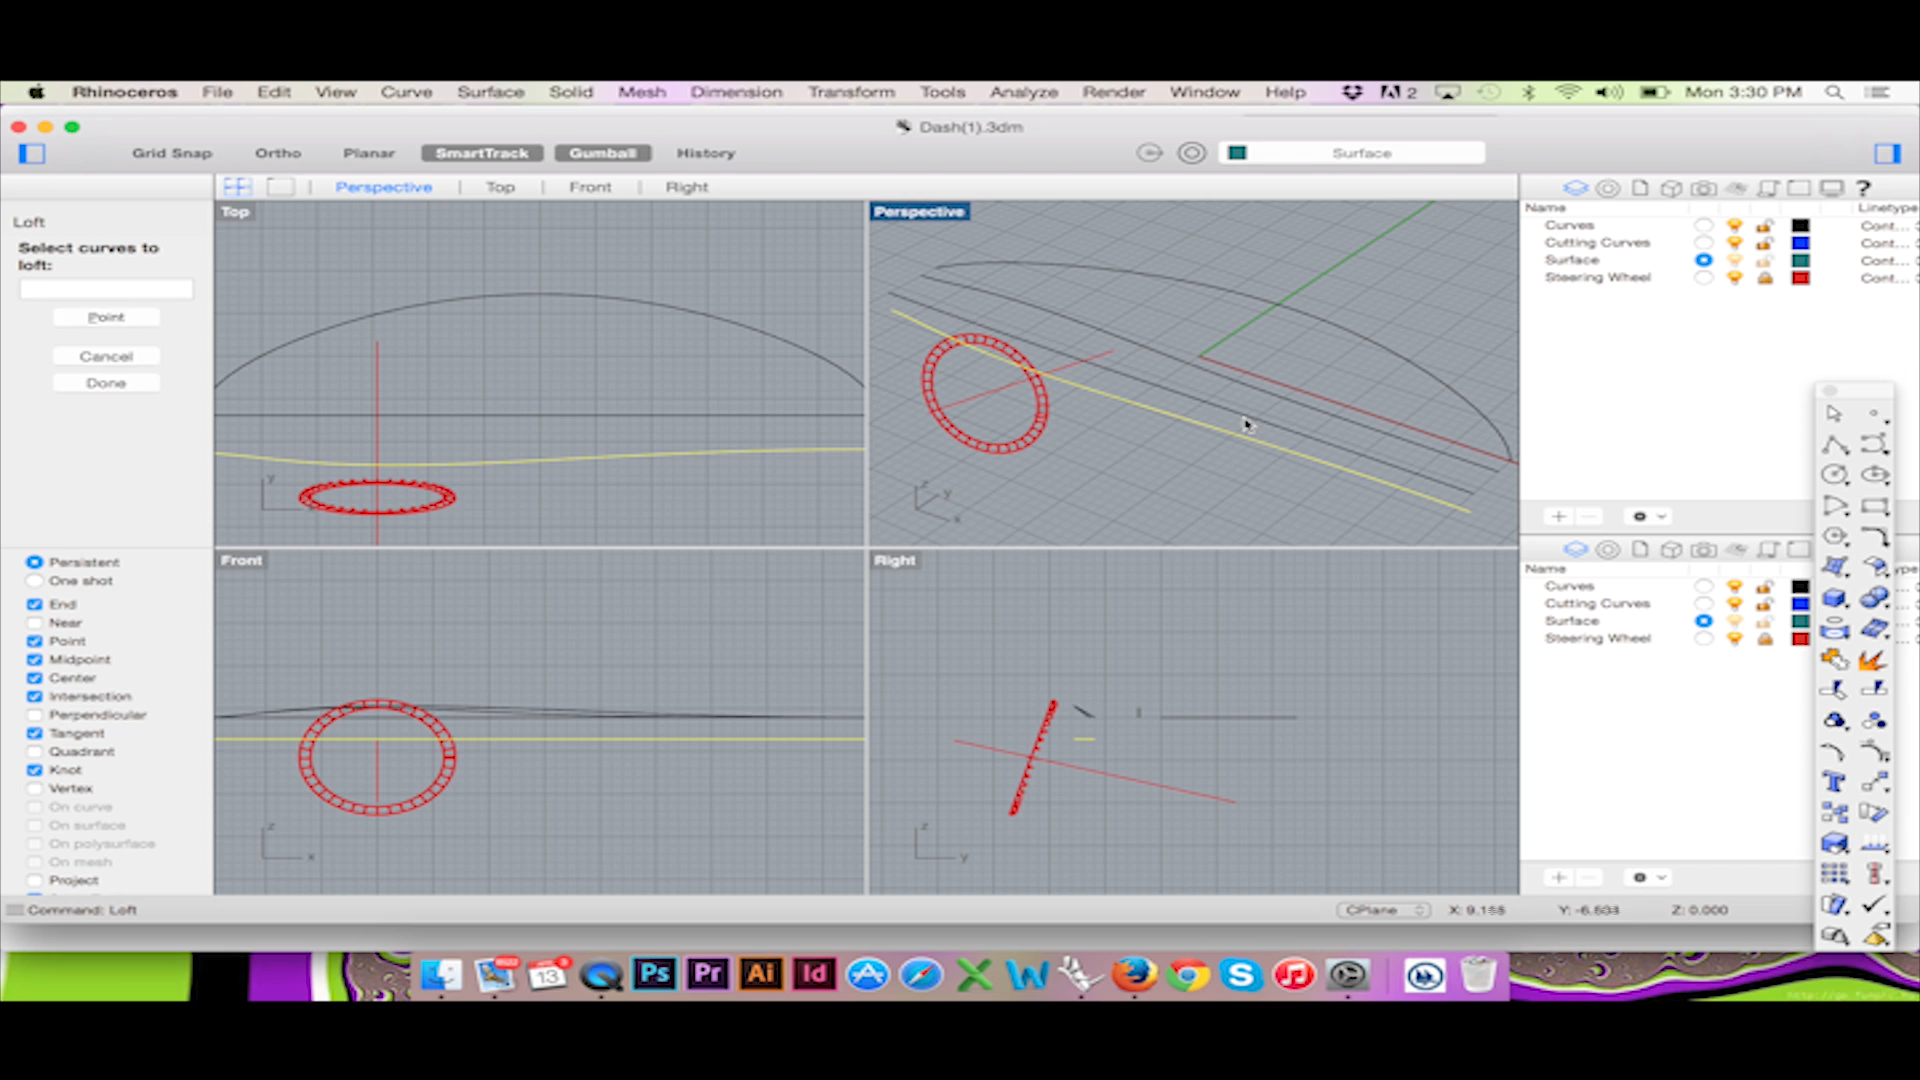 Rhinoceros File Edit View Curve Surface Solid Mesh Dimension Transform Tools Analyze Render Window Help 2 Mon 3:30 PM
Dash(1).3dm
Grid Snap Ortho Planar SmartTrack Gumball History Surface
Perspective Top Front Right
Loft
Select curves to
loft:
Point
Cancel
Done
Persistent
One shot
End
Near
Point
Midpoint
Center
Intersection
Perpendicular
Tangent
Quadrant
Knot
Vertex
On curve
On surface
On polysurface
On mesh
Project
Top
y
Perspective
z
y
x
Front
z
x
Right
z
y
?
Name Linetype
Curves Cont...
Cutting Curves Cont...
Surface Cont...
Steering Wheel Cont...
Name ype
Curves
Cutting Curves
Surface
Steering Wheel
Command: Loft
CPlane X: 9.155 Y: Z: 0.000
13 3 Ps Pr Ai Id